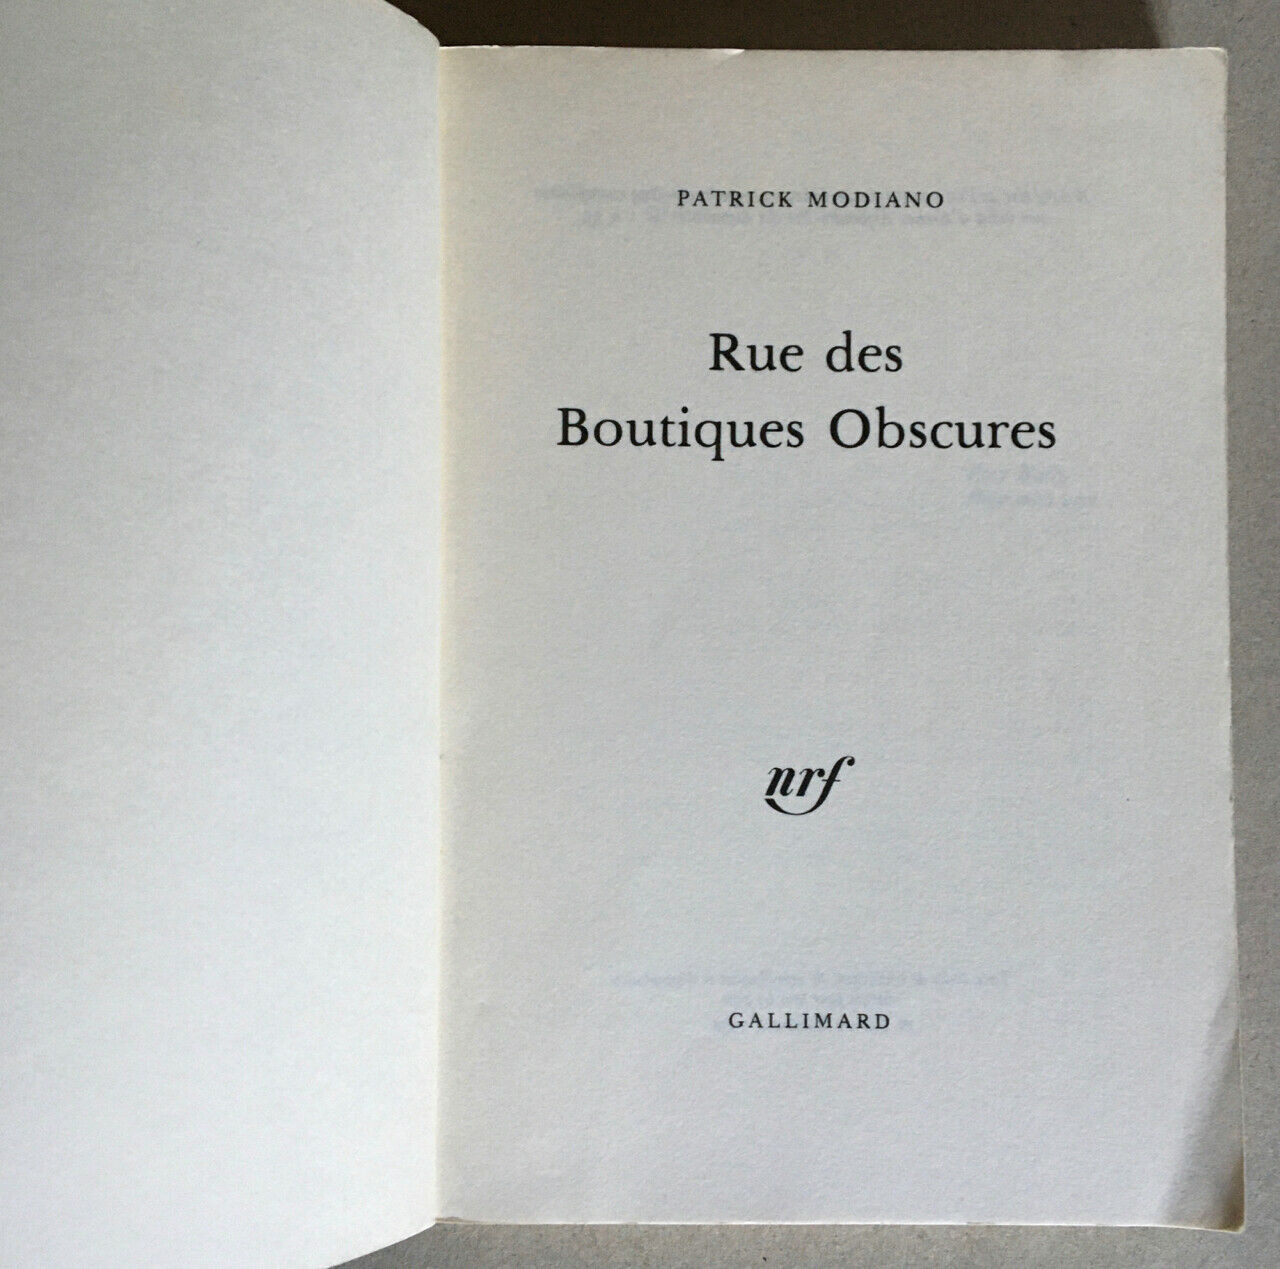 PATRICK MODIANO
Rue des
Boutiques Obscures
nrf
GALLIMARD